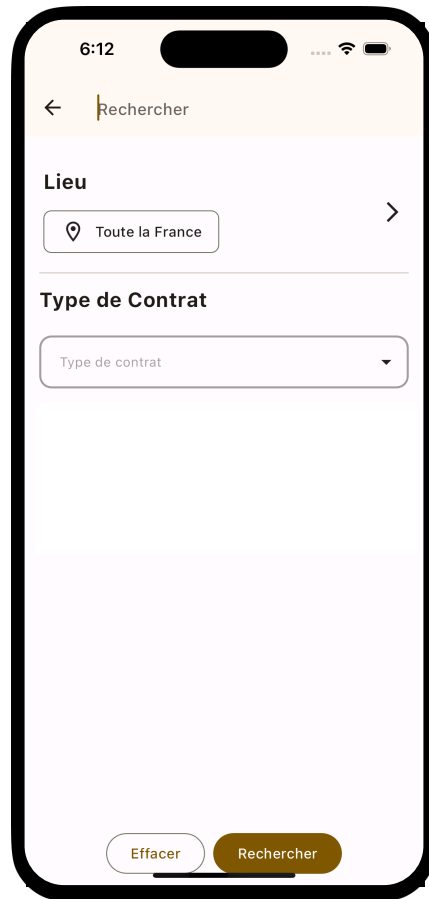 6:12
Rechercher
Lieu
Toute la France
Type de Contrat
Type de contrat
Effacer
Rechercher